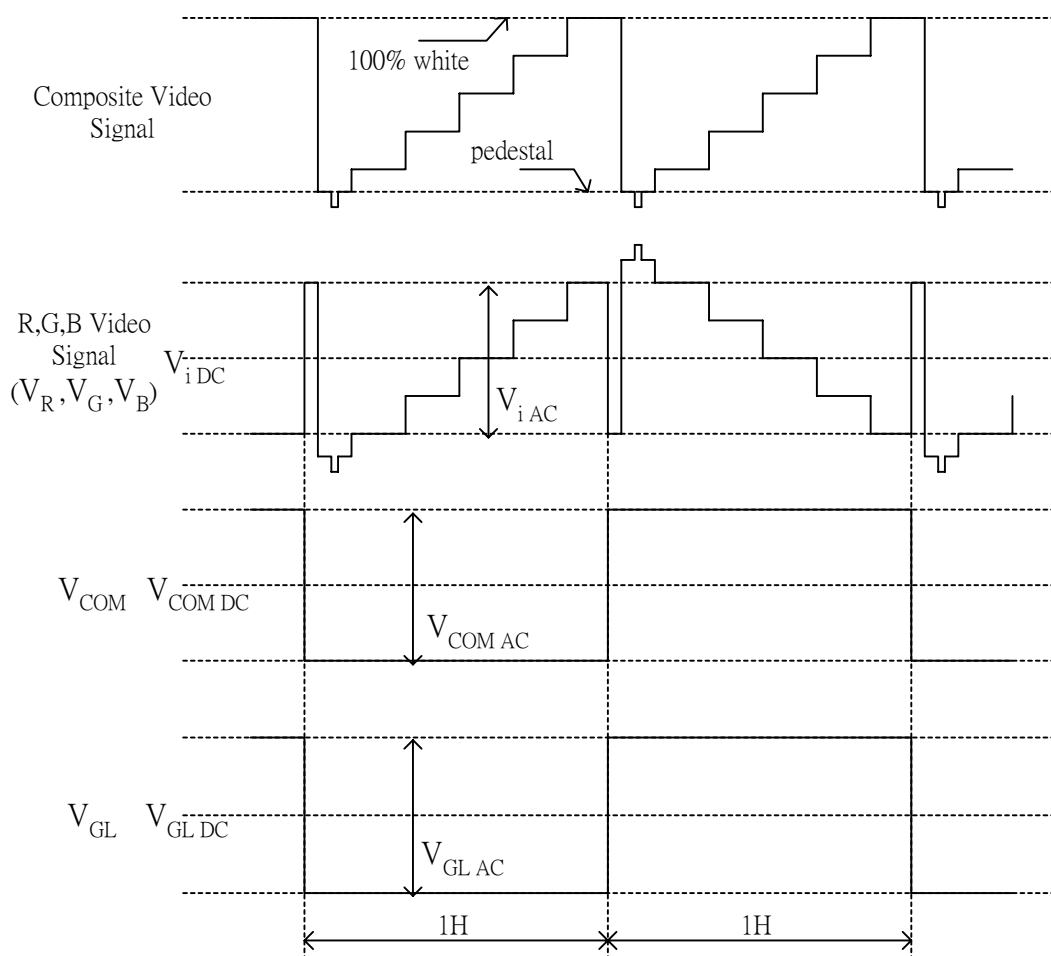 100% white
Composite Video
Signal
pedestal
R,G,B Video
Signal
(V_R ,V_G ,V_B)
V_i DC
V_i AC
V_COM V_COM DC
V_COM AC
V_GL V_GL DC
V_GL AC
1H 1H